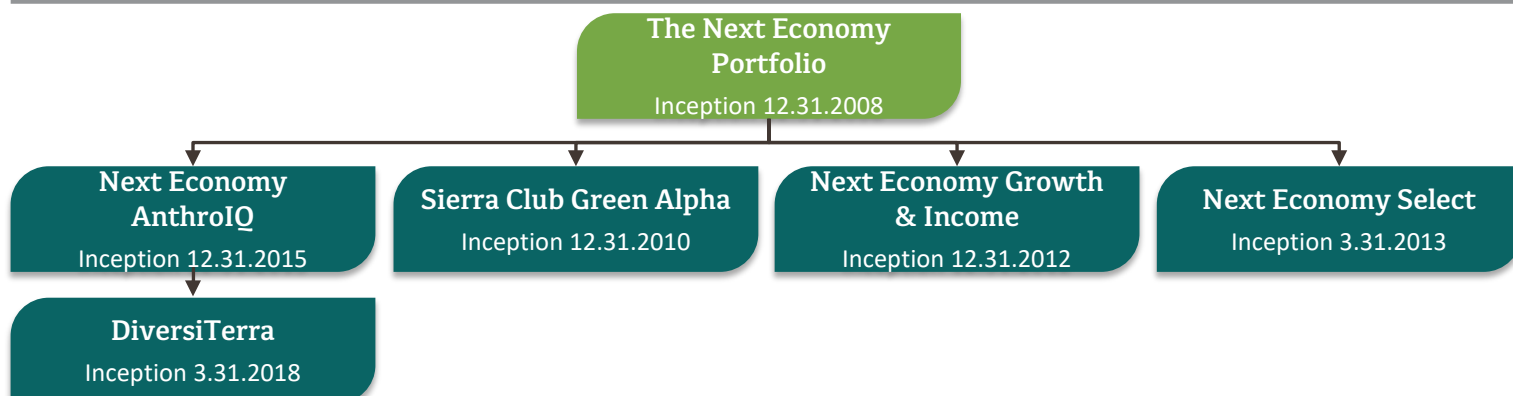 The Next Economy
Portfolio
Inception 12.31.2008
Next Economy
AnthroIQ
Inception 12.31.2015
Sierra Club Green Alpha
Inception 12.31.2010
Next Economy Growth
& Income
Inception 12.31.2012
Next Economy Select
Inception 3.31.2013
DiversiTerra
Inception 3.31.2018